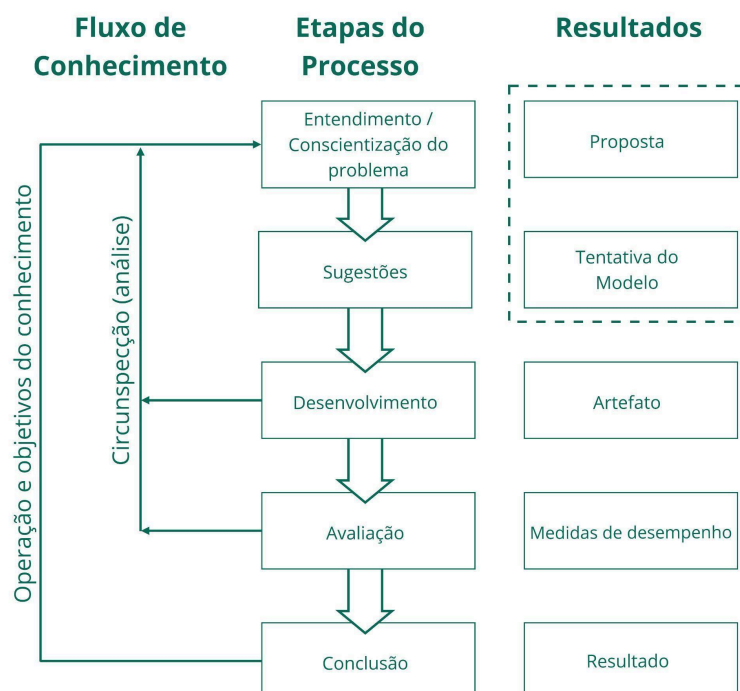 Fluxo de
Conhecimento
Etapas do
Processo
Resultados
Operação e objetivos do conhecimento
Circunspecção (análise)
Entendimento /
Conscientização do
problema
Proposta
Sugestões
Tentativa do
Modelo
Desenvolvimento
Artefato
Avaliação
Medidas de desempenho
Conclusão
Resultado